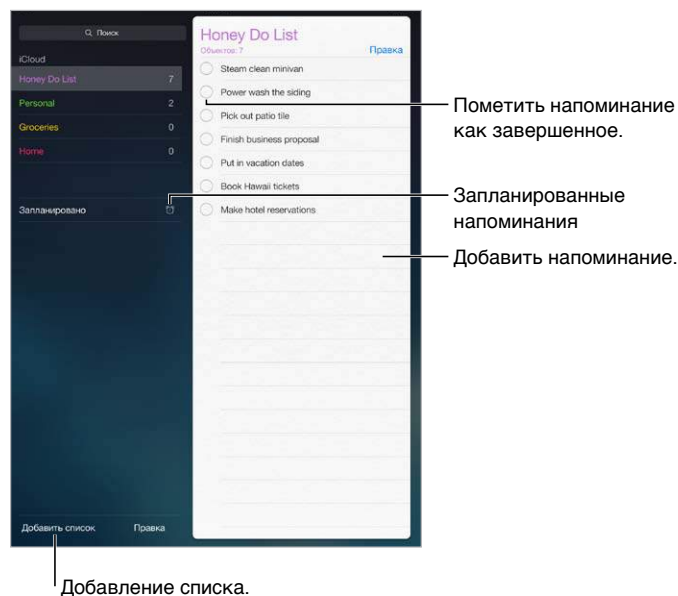 Поиск
iCloud
Honey Do List 7
Personal 2
Groceries 0
Home 0
Запланировано
Добавить список Правка
Honey Do List
Объектов: 7 Правка
Steam clean minivan
Power wash the siding
Pick out patio tile
Finish business proposal
Put in vacation dates
Book Hawaii tickets
Make hotel reservations
Пометить напоминание
как завершенное.
Запланированные
напоминания
Добавить напоминание.
Добавление списка.